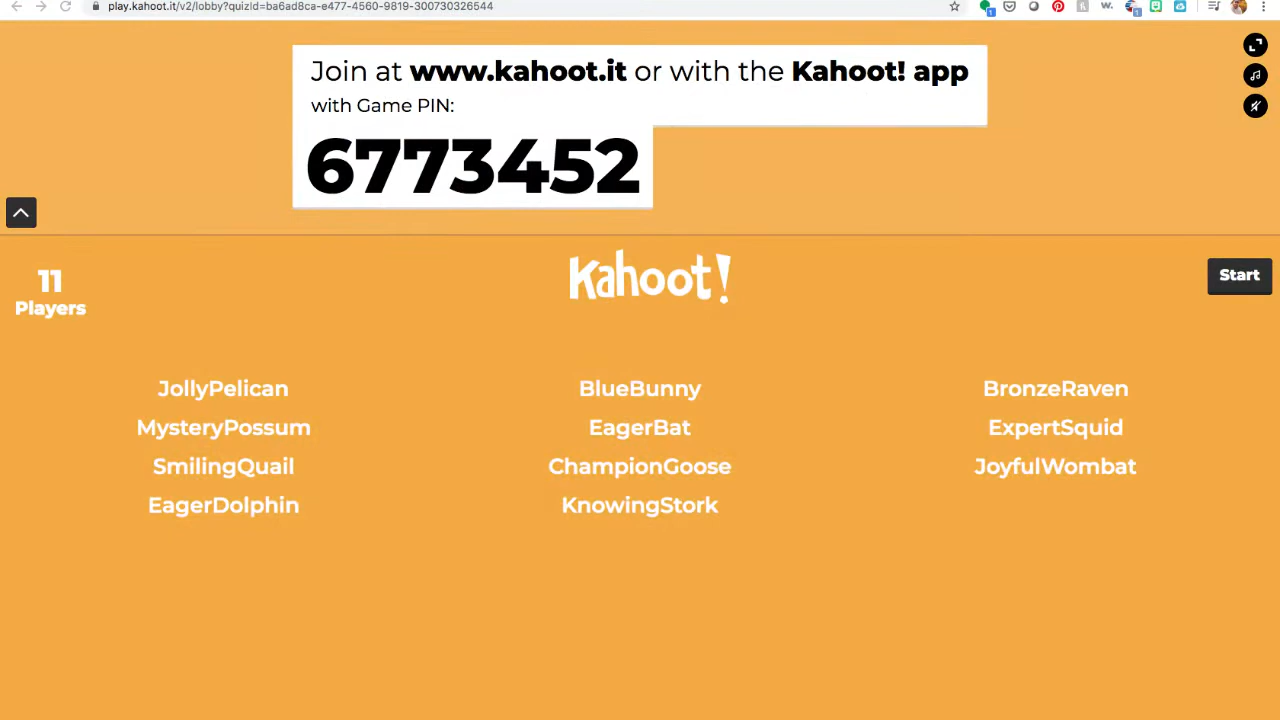 play.kahoot.it/v2/lobby?quizId=ba6ad8ca-e477-4560-9819-300730326544
Join at www.kahoot.it or with the Kahoot! app
with Game PIN:
6773452
11
Players
Kahoot!
Start
JollyPelican BlueBunny BronzeRaven
MysteryPossum EagerBat ExpertSquid
SmilingQuail ChampionGoose JoyfulWombat
EagerDolphin KnowingStork